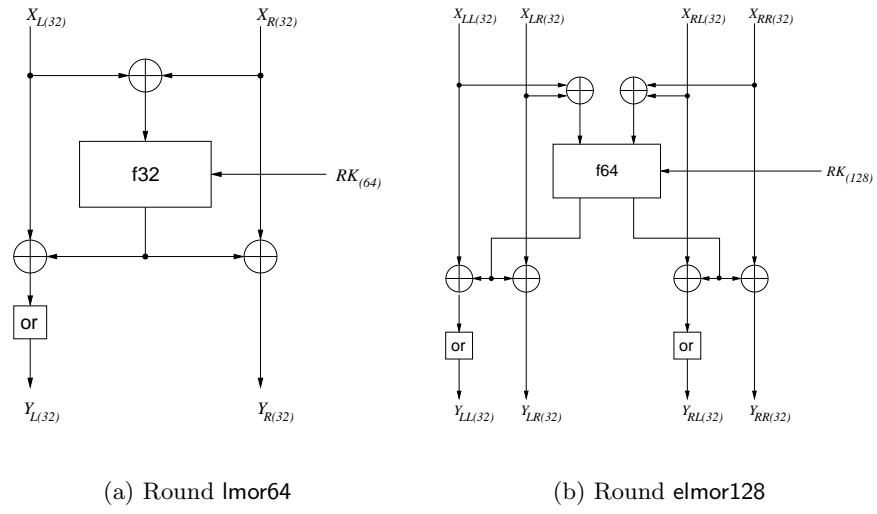 X_L(32) X_R(32)
f32
RK_(64)
or
Y_L(32) Y_R(32)
(a) Round lmor64
X_LL(32) X_LR(32) X_RL(32) X_RR(32)
f64
RK_(128)
or or
Y_LL(32) Y_LR(32) Y_RL(32) Y_RR(32)
(b) Round elmor128